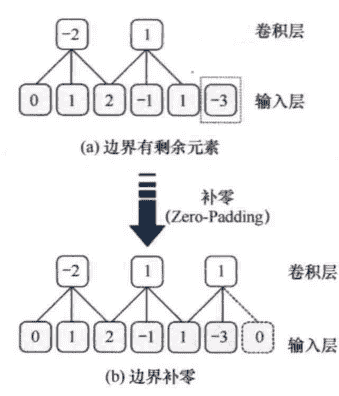 -2 1 卷积层
0 1 2 -1 1 -3 输入层
(a) 边界有剩余元素
补零
(Zero-Padding)
-2 1 1 卷积层
0 1 2 -1 1 -3 0 输入层
(b) 边界补零